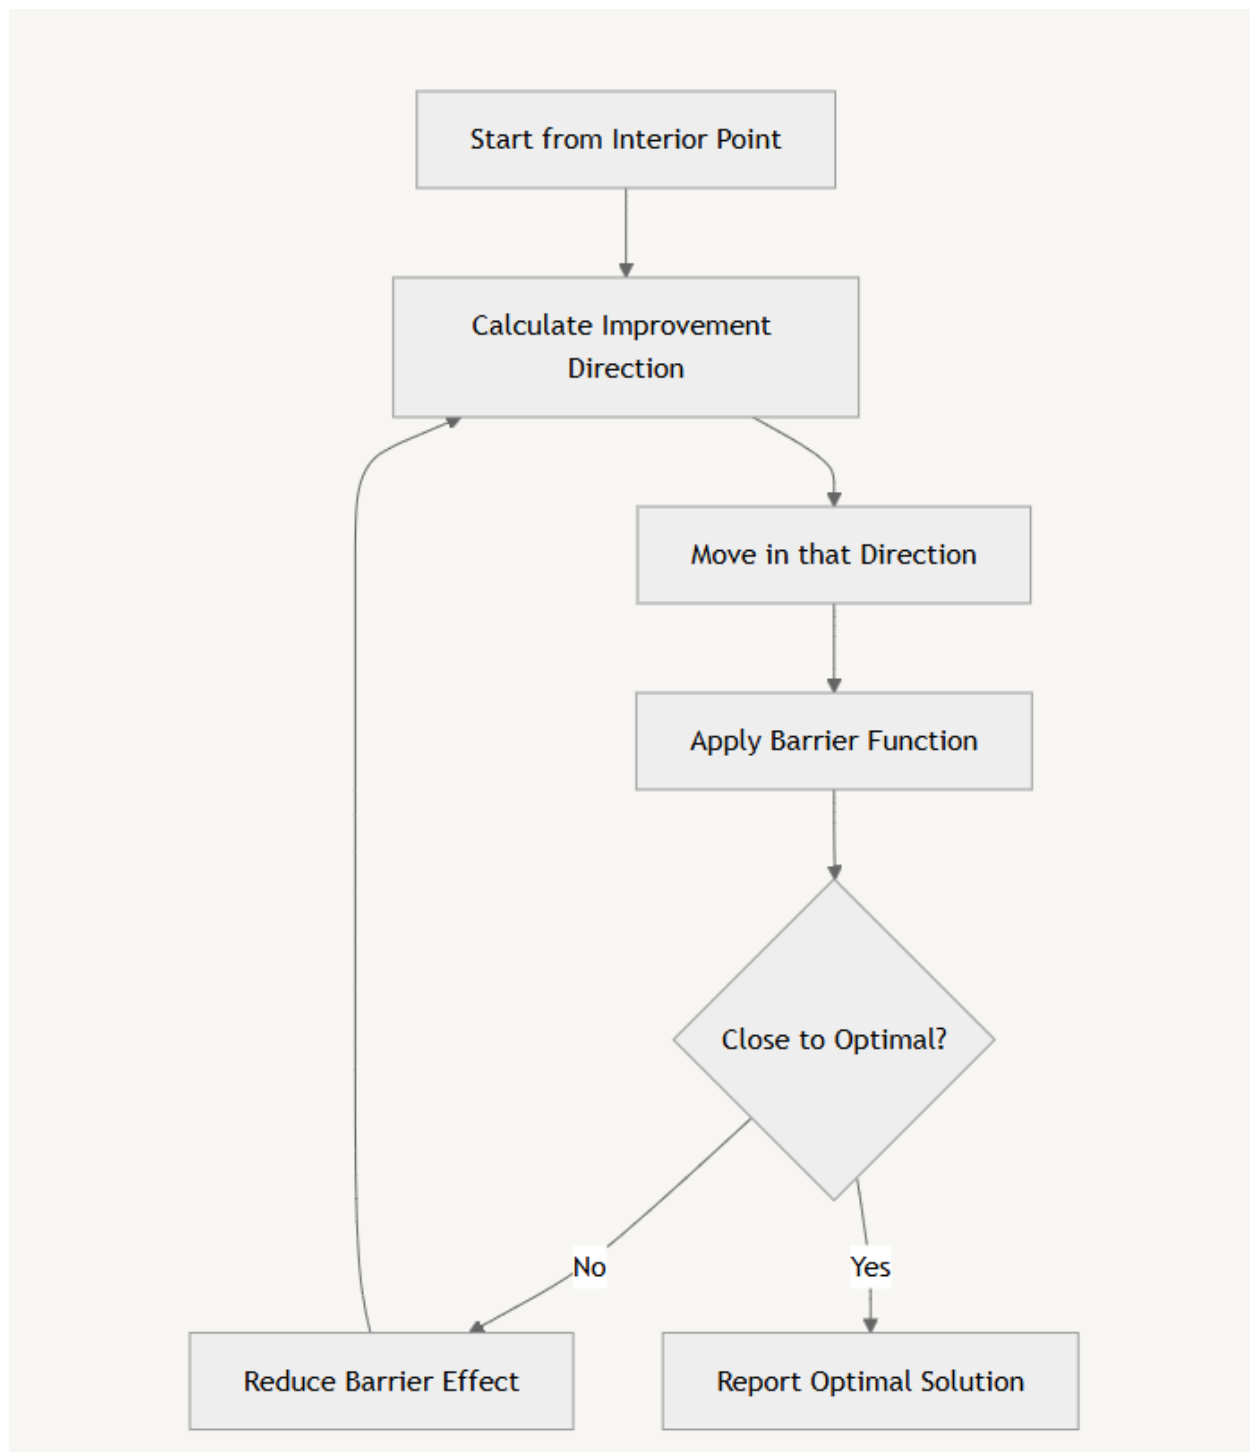 Start from Interior Point
Calculate Improvement
Direction
Move in that Direction
Apply Barrier Function
Close to Optimal?
No
Yes
Reduce Barrier Effect
Report Optimal Solution